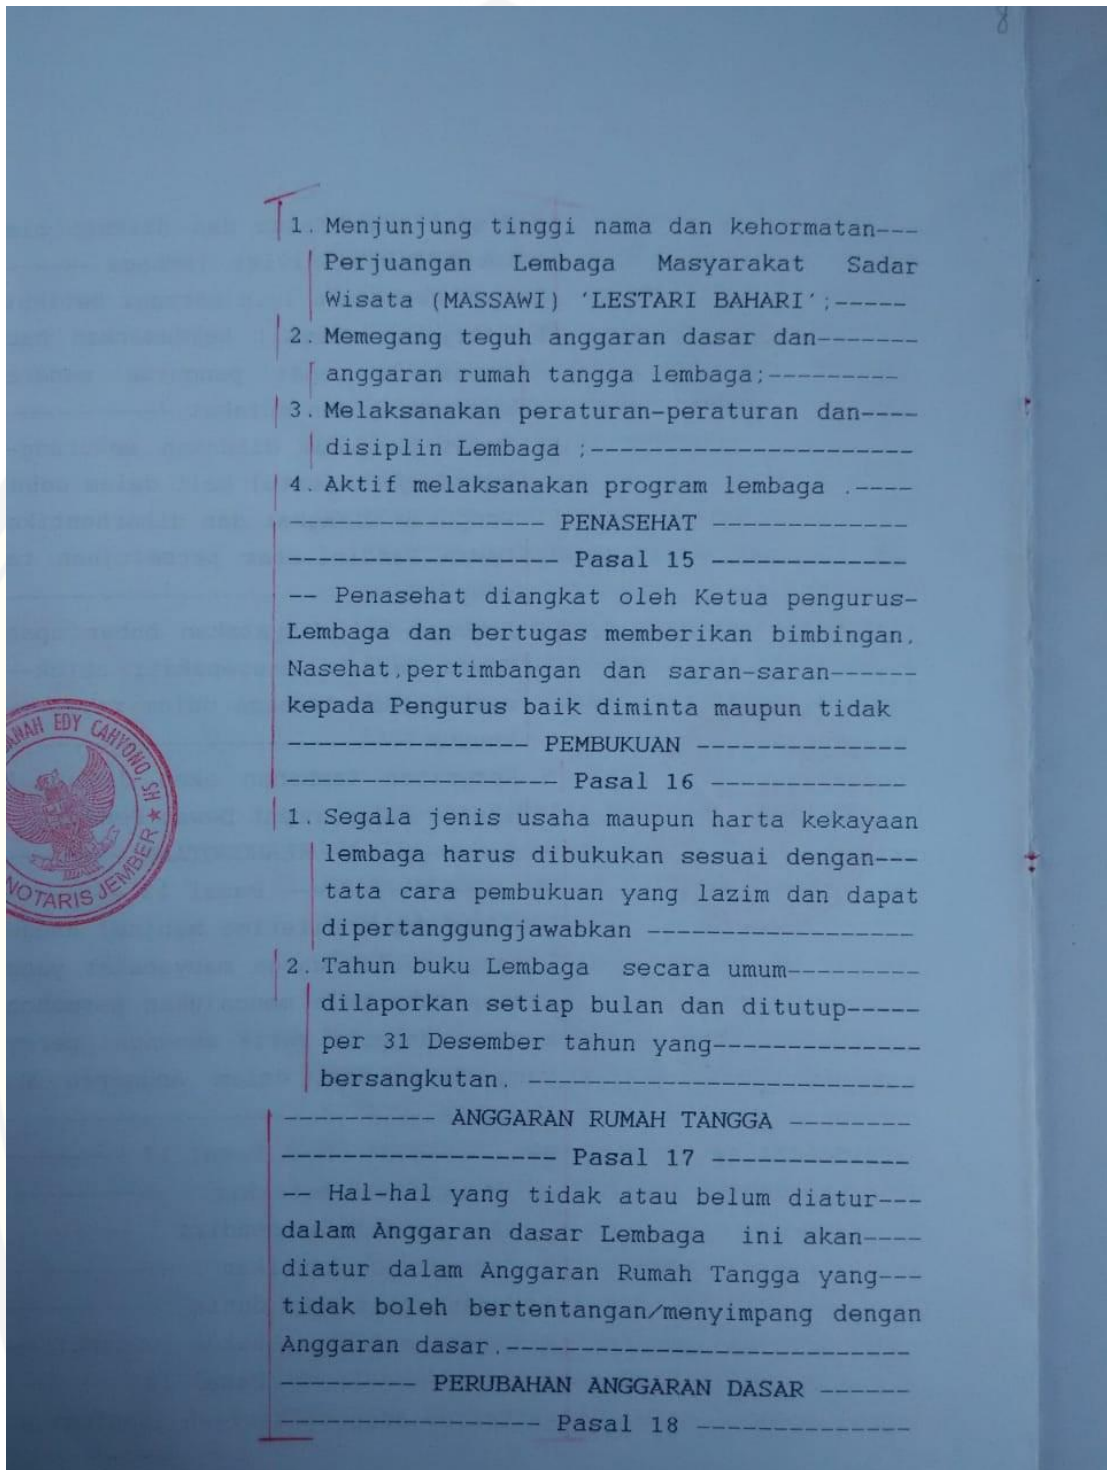 8
1. Menjunjung tinggi nama dan kehormatan---
Perjuangan Lembaga Masyarakat Sadar
Wisata (MASSAWI) 'LESTARI BAHARI';-----
2. Memegang teguh anggaran dasar dan-------
anggaran rumah tangga lembaga;---------
3. Melaksanakan peraturan-peraturan dan----
disiplin Lembaga ;----------------------
4. Aktif melaksanakan program lembaga .----
----------------- PENASEHAT -------------
------------------ Pasal 15 -------------
-- Penasehat diangkat oleh Ketua pengurus-
Lembaga dan bertugas memberikan bimbingan,
Nasehat,pertimbangan dan saran-saran------
kepada Pengurus baik diminta maupun tidak
---------------- PEMBUKUAN --------------
------------------ Pasal 16 -------------
1. Segala jenis usaha maupun harta kekayaan
lembaga harus dibukukan sesuai dengan---
tata cara pembukuan yang lazim dan dapat
dipertanggungjawabkan ------------------
2. Tahun buku Lembaga secara umum---------
dilaporkan setiap bulan dan ditutup-----
per 31 Desember tahun yang--------------
bersangkutan. --------------------------
---------- ANGGARAN RUMAH TANGGA --------
------------------ Pasal 17 -------------
-- Hal-hal yang tidak atau belum diatur---
dalam Anggaran dasar Lembaga ini akan----
diatur dalam Anggaran Rumah Tangga yang---
tidak boleh bertentangan/menyimpang dengan
Anggaran dasar.---------------------------
--------- PERUBAHAN ANGGARAN DASAR ------
----------------- Pasal 18 --------------
EDY CAHYONO, SH ★
NOTARIS JEMBER